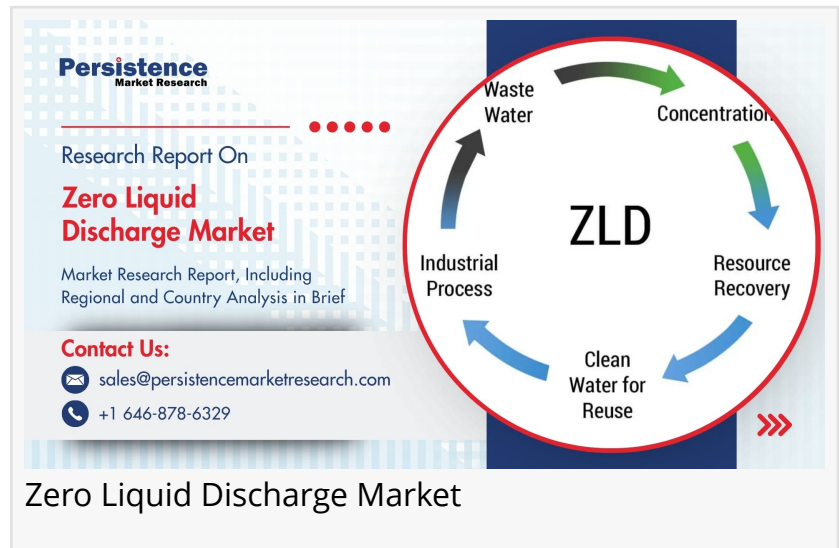 Persistence
Market Research
Research Report On
Zero Liquid
Discharge Market
Market Research Report, Including
Regional and Country Analysis in Brief
Contact Us:
sales@persistencemarketresearch.com
+1 646-878-6329
Waste
Water
Concentration
ZLD
Industrial
Process
Resource
Recovery
Clean
Water for
Reuse
Zero Liquid Discharge Market